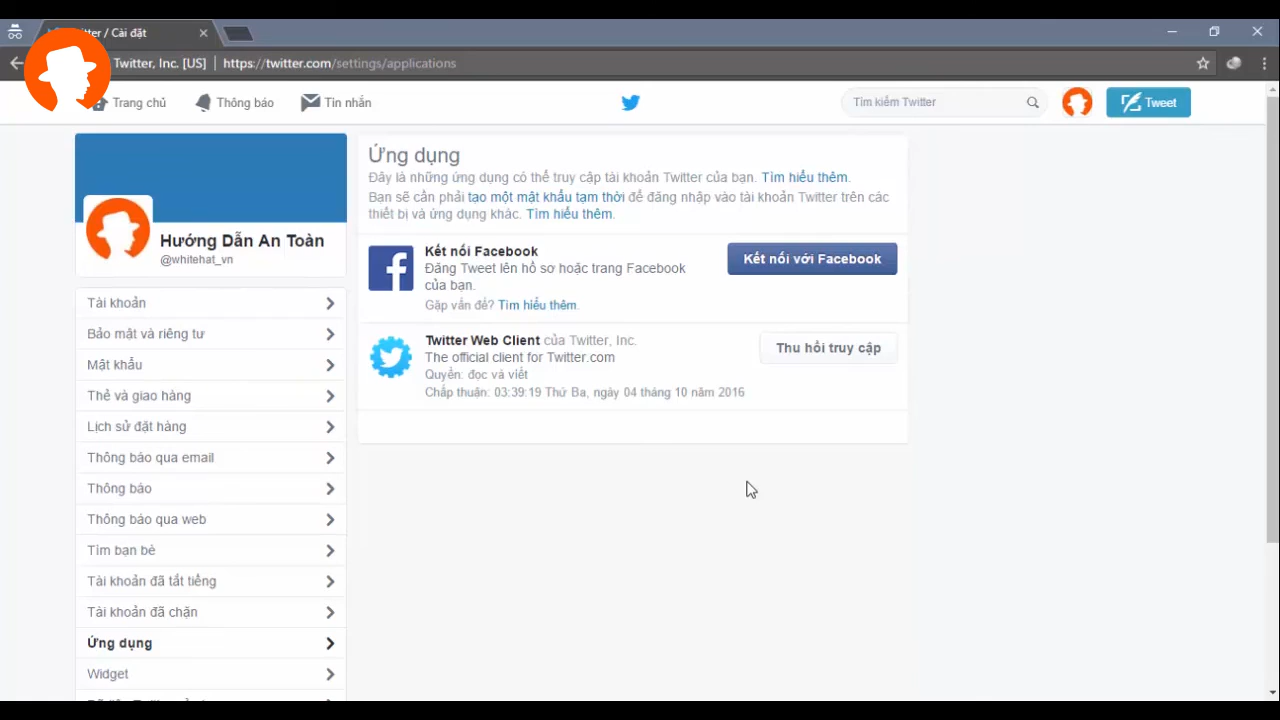 tter / Cài đặt
Twitter, Inc. [US] https://twitter.com/settings/applications
Trang chủ Thông báo Tin nhắn Tìm kiếm Twitter Tweet
Ứng dụng
Đây là những ứng dụng có thể truy cập tài khoản Twitter của bạn. Tìm hiểu thêm.
Bạn sẽ cần phải tạo một mật khẩu tạm thời để đăng nhập vào tài khoản Twitter trên các
thiết bị và ứng dụng khác. Tìm hiểu thêm.
Hướng Dẫn An Toàn
@whitehat_vn
Kết nối Facebook
Đăng Tweet lên hồ sơ hoặc trang Facebook
của bạn.
Gặp vấn đề? Tìm hiểu thêm.
Kết nối với Facebook
Twitter Web Client của Twitter, Inc.
The official client for Twitter.com
Quyền: đọc và viết
Chấp thuận: 03:39:19 Thứ Ba, ngày 04 tháng 10 năm 2016
Thu hồi truy cập
Tài khoản
Bảo mật và riêng tư
Mật khẩu
Thẻ và giao hàng
Lịch sử đặt hàng
Thông báo qua email
Thông báo
Thông báo qua web
Tìm bạn bè
Tài khoản đã tắt tiếng
Tài khoản đã chặn
Ứng dụng
Widget